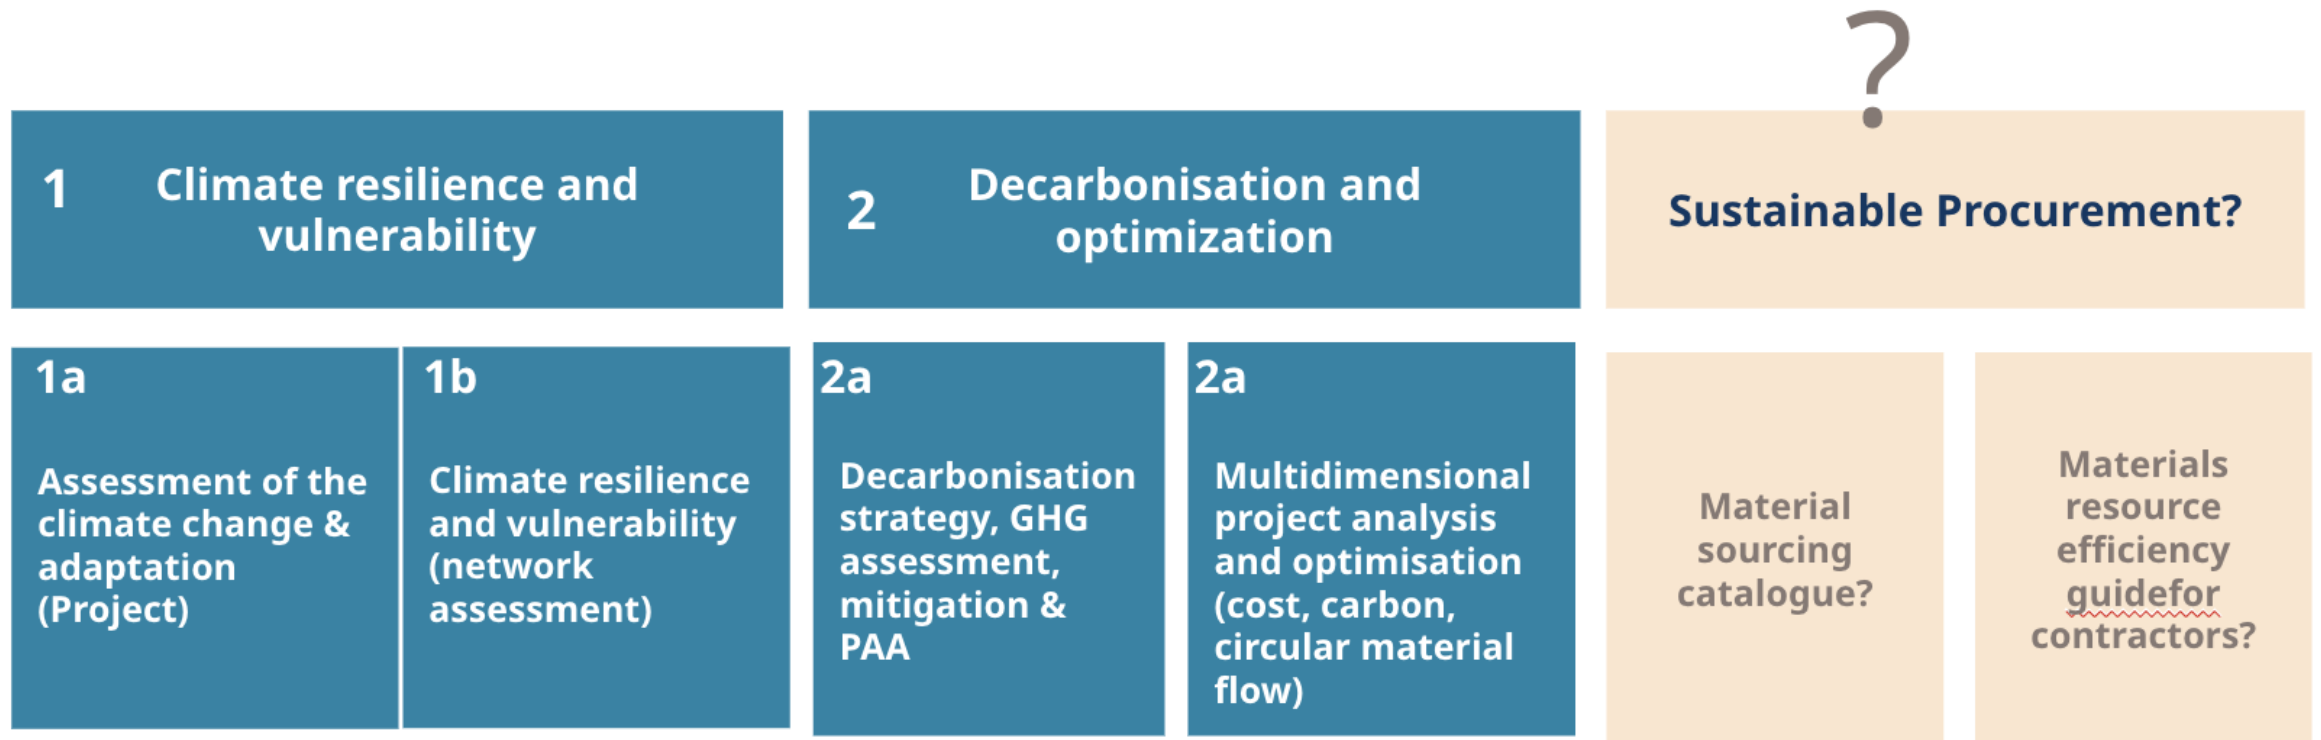 ?
1
Climate resilience and
vulnerability
2
Decarbonisation and
optimization
Sustainable Procurement?
1a
Assessment of the
climate change &
adaptation
(Project)
1b
Climate resilience
and vulnerability
(network
assessment)
2a
Decarbonisation
strategy, GHG
assessment,
mitigation &
PAA
2a
Multidimensional
project analysis
and optimisation
(cost, carbon,
circular material
flow)
Material
sourcing
catalogue?
Materials
resource
efficiency
guidefor
contractors?